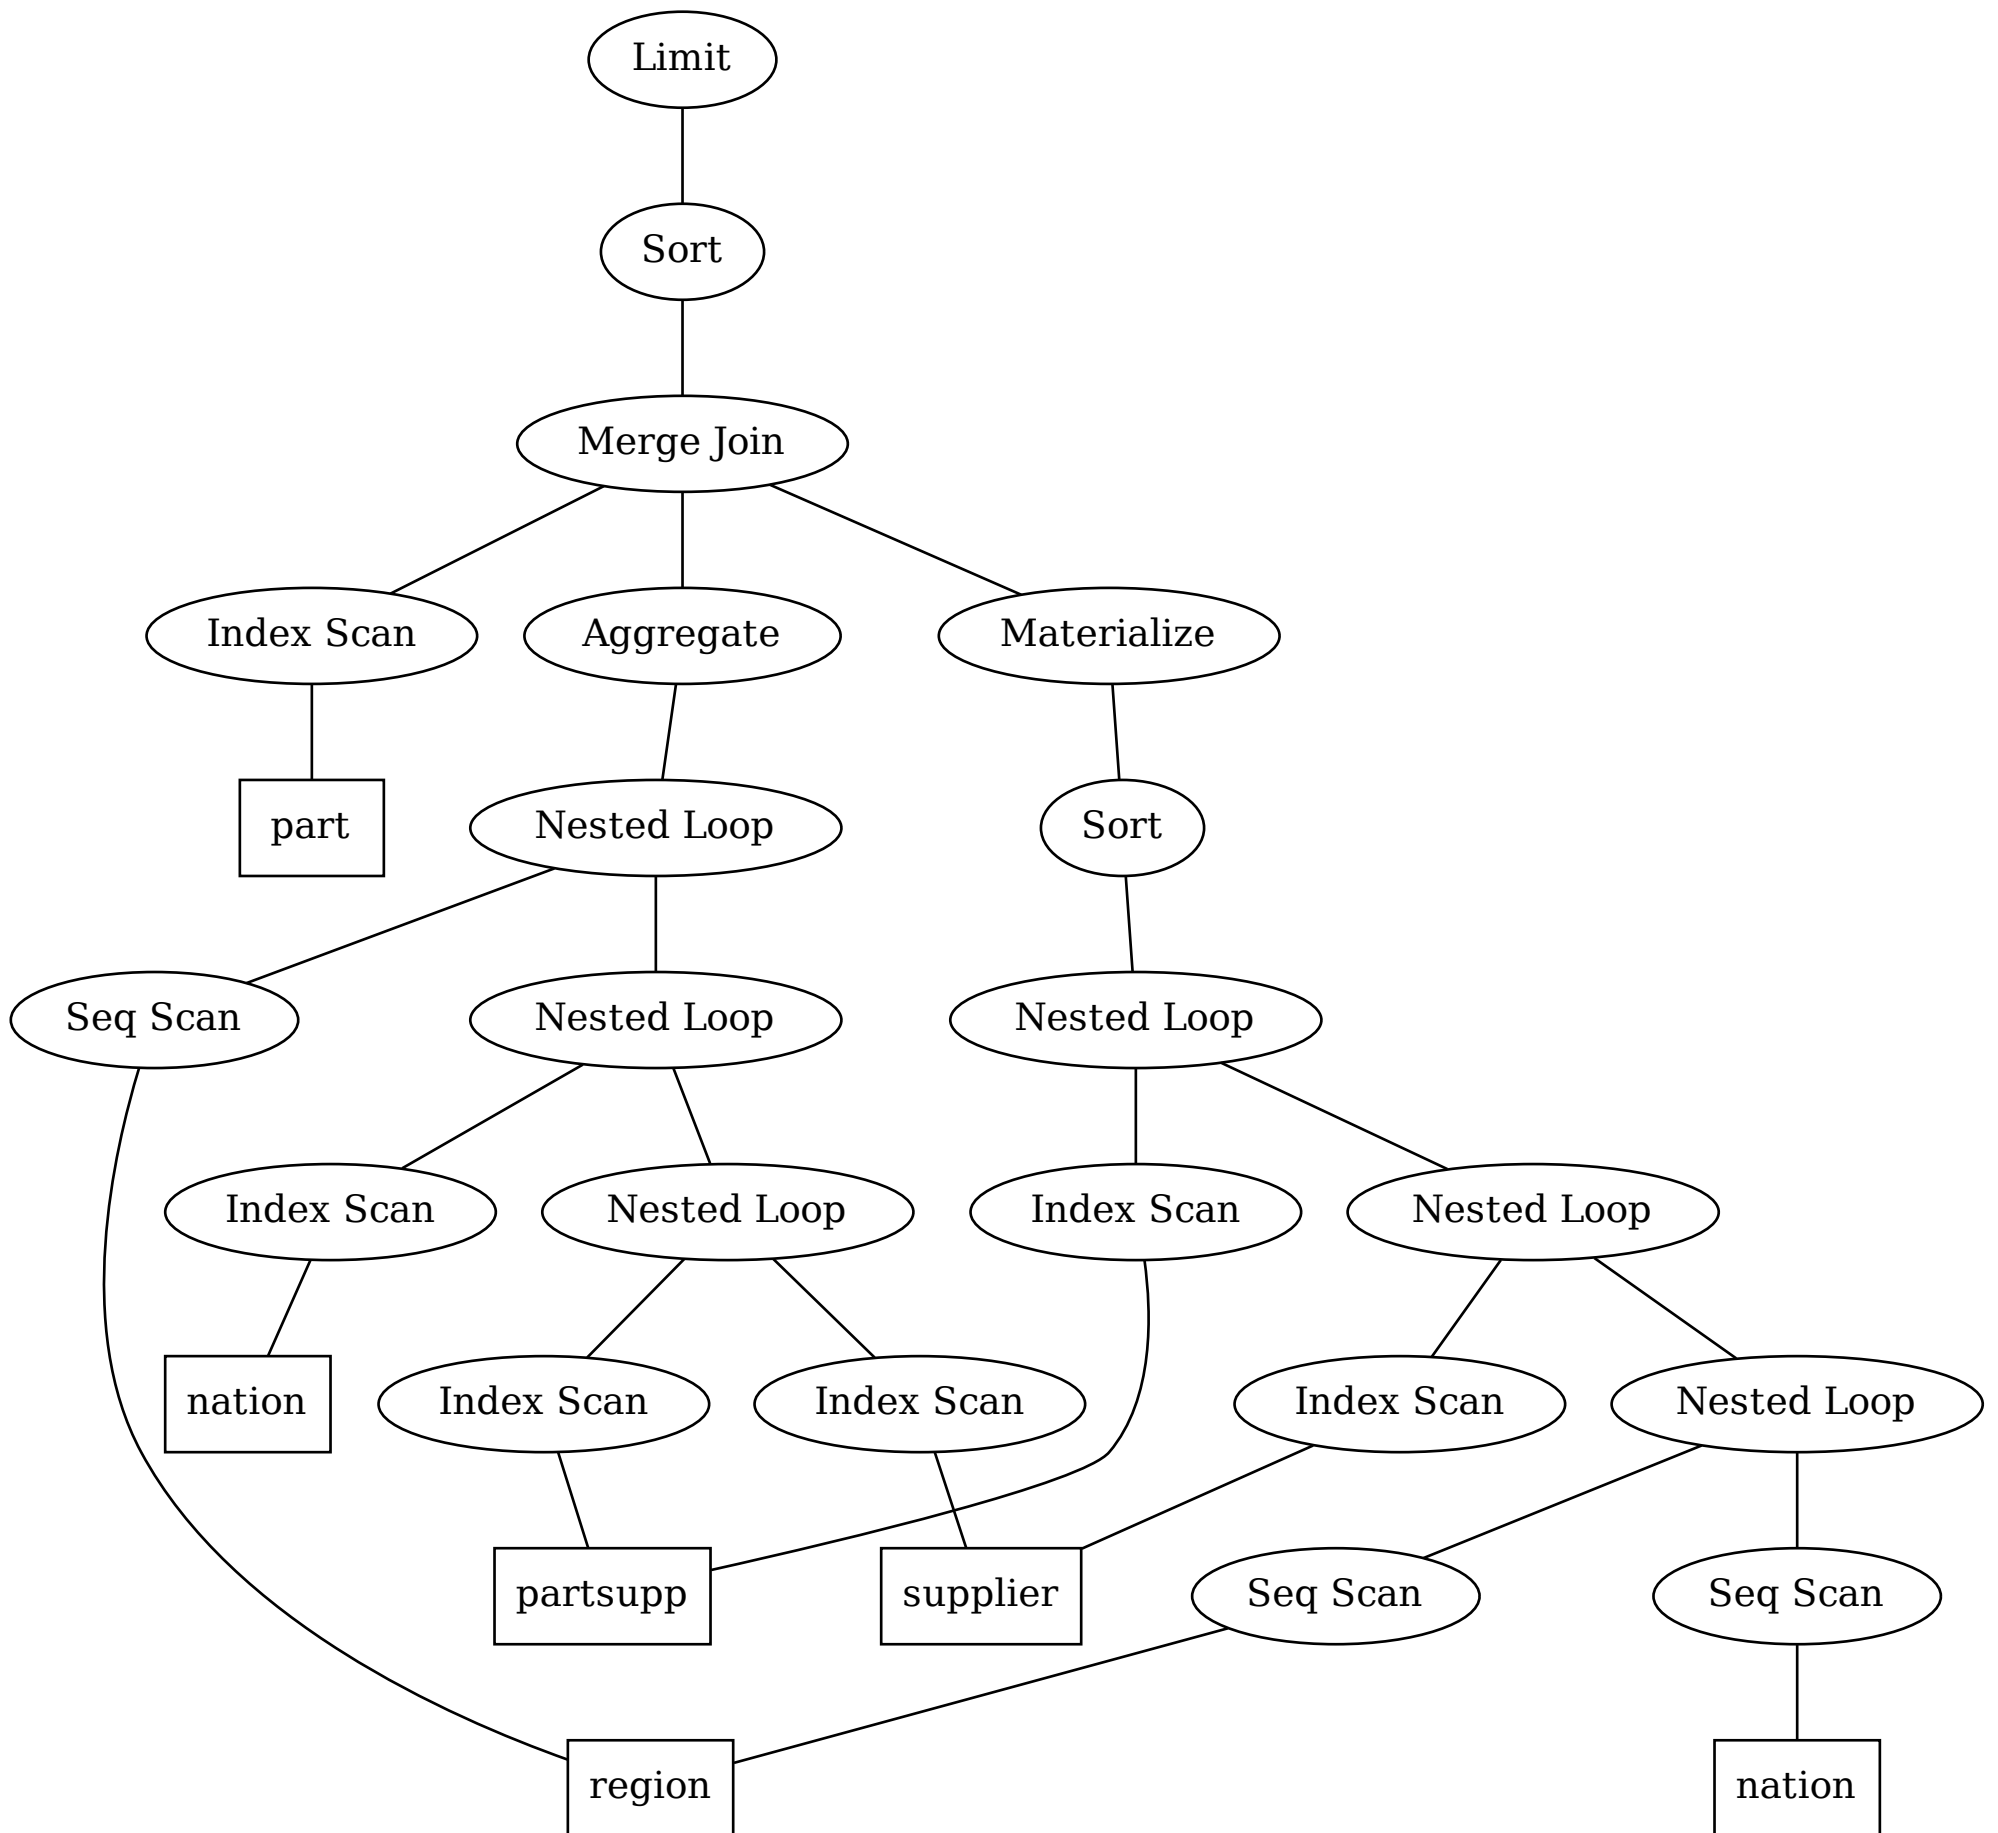 Limit
Sort
Merge Join
Index Scan
Aggregate
Materialize
part
Nested Loop
Sort
Seq Scan
Nested Loop
Nested Loop
Index Scan
Nested Loop
Index Scan
Nested Loop
nation
Index Scan
Index Scan
Index Scan
Nested Loop
partsupp
supplier
Seq Scan
Seq Scan
region
nation